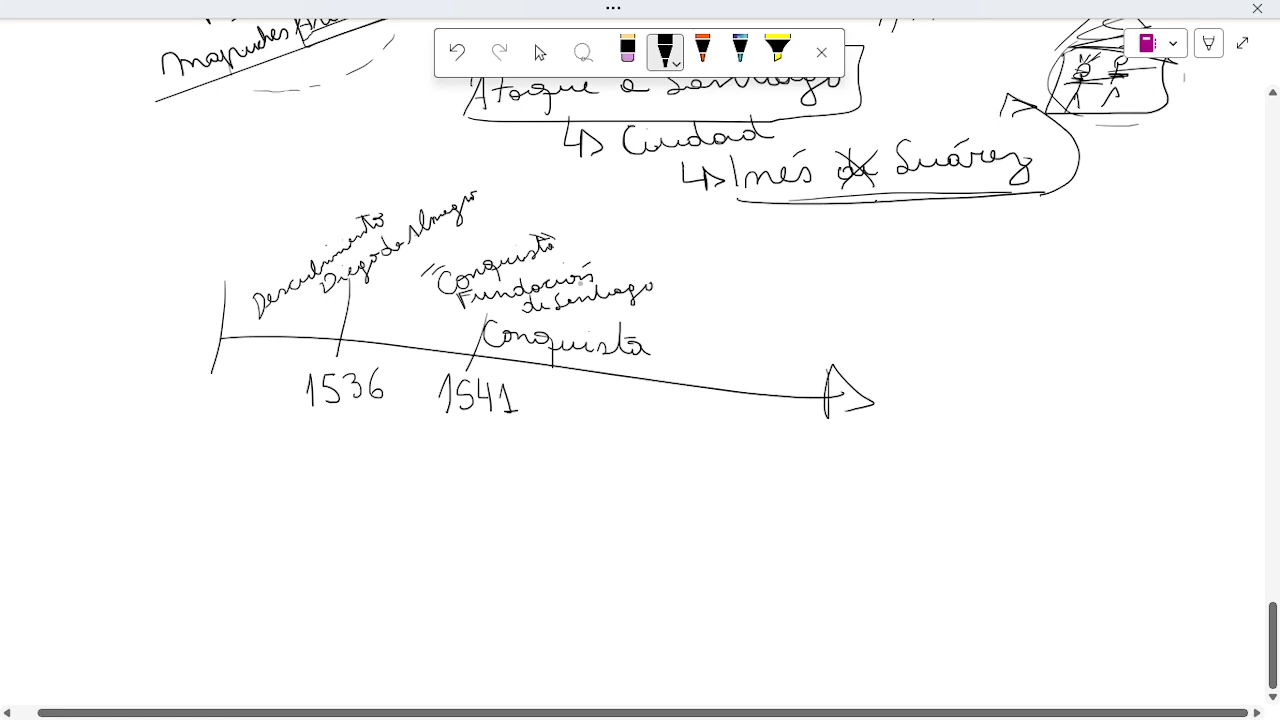 Mapuches
Ataque a Santiago
↳ Ciudad
↳ Inés de Suárez
Descubrimiento
Diego de Almagro
"Conquista"
Fundación
de Santiago
Conquista
1536
1541